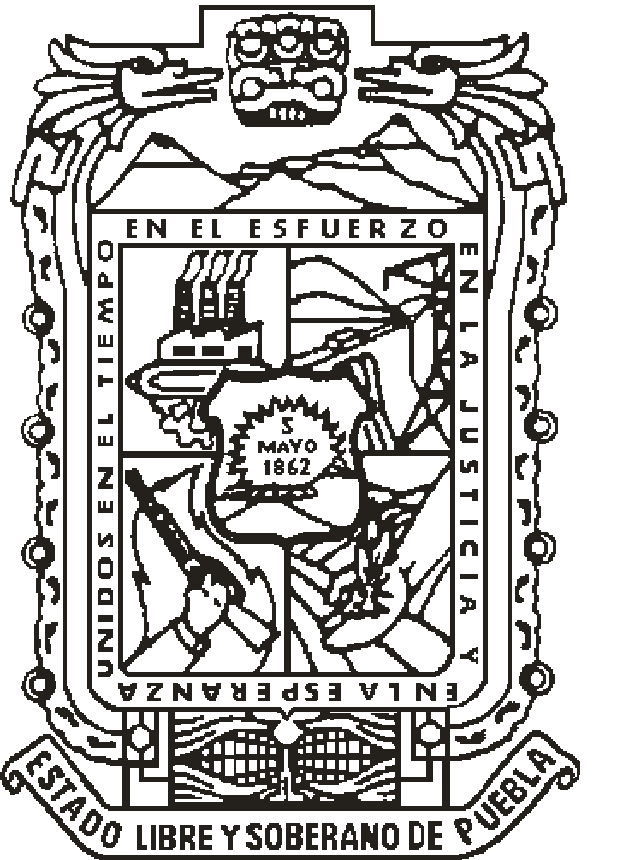 UNIDOS EN EL TIEMPO
EN EL ESFUERZO
EN LA JUSTICIA Y
EN LA ESPERANZA
5
MAYO
1862
ESTADO LIBRE Y SOBERANO DE PUEBLA